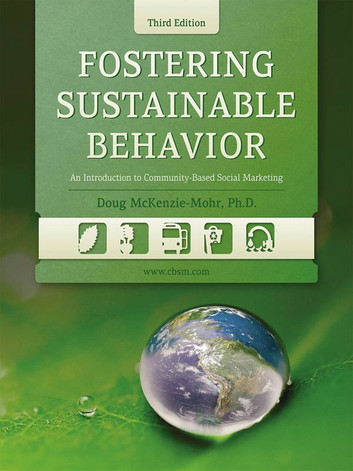 Third Edition
FOSTERING
SUSTAINABLE
BEHAVIOR
An Introduction to Community-Based Social Marketing
Doug McKenzie-Mohr, Ph.D.
www.cbsm.com